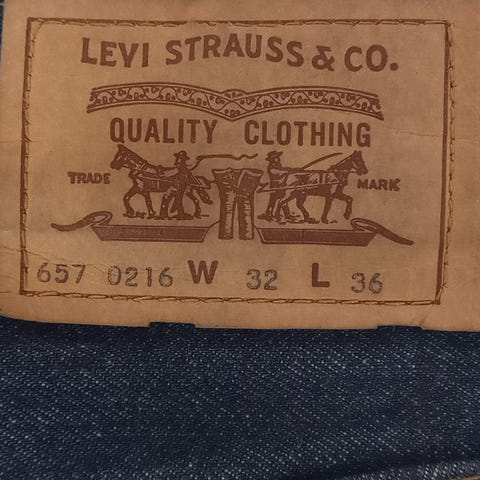 LEVI STRAUSS & CO.
QUALITY CLOTHING
TRADE MARK
657 0216 W 32 L 36